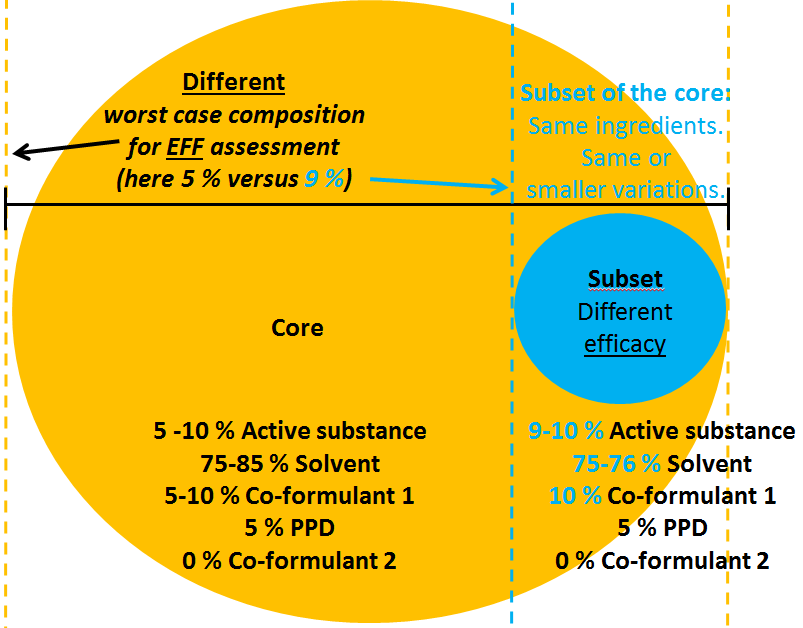 Different
worst case composition
for EFF assessment
(here 5 % versus 9 %)
Subset of the core:
Same ingredients.
Same or
smaller variations.
Subset
Different
efficacy
Core
5 -10 % Active substance
75-85 % Solvent
5-10 % Co-formulant 1
5 % PPD
0 % Co-formulant 2
9-10 % Active substance
75-76 % Solvent
10 % Co-formulant 1
5 % PPD
0 % Co-formulant 2